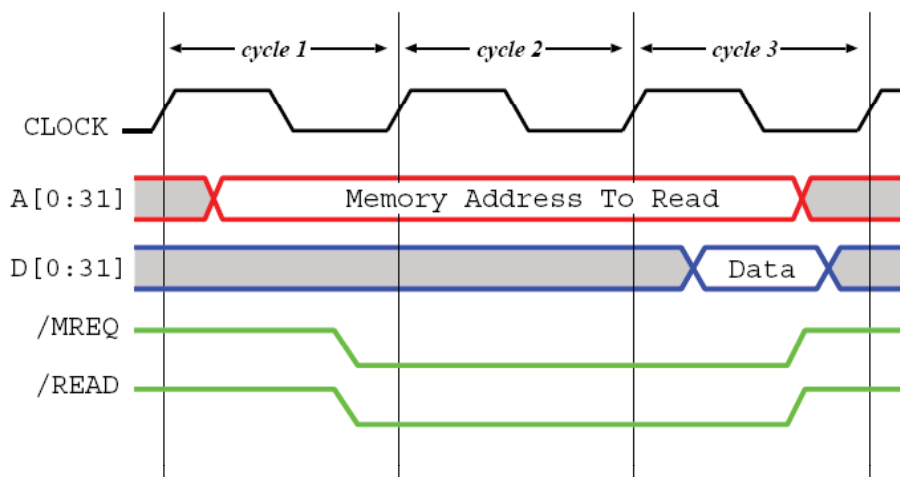 cycle 1 cycle 2 cycle 3
CLOCK
A[0:31] Memory Address To Read
D[0:31] Data
/MREQ
/READ